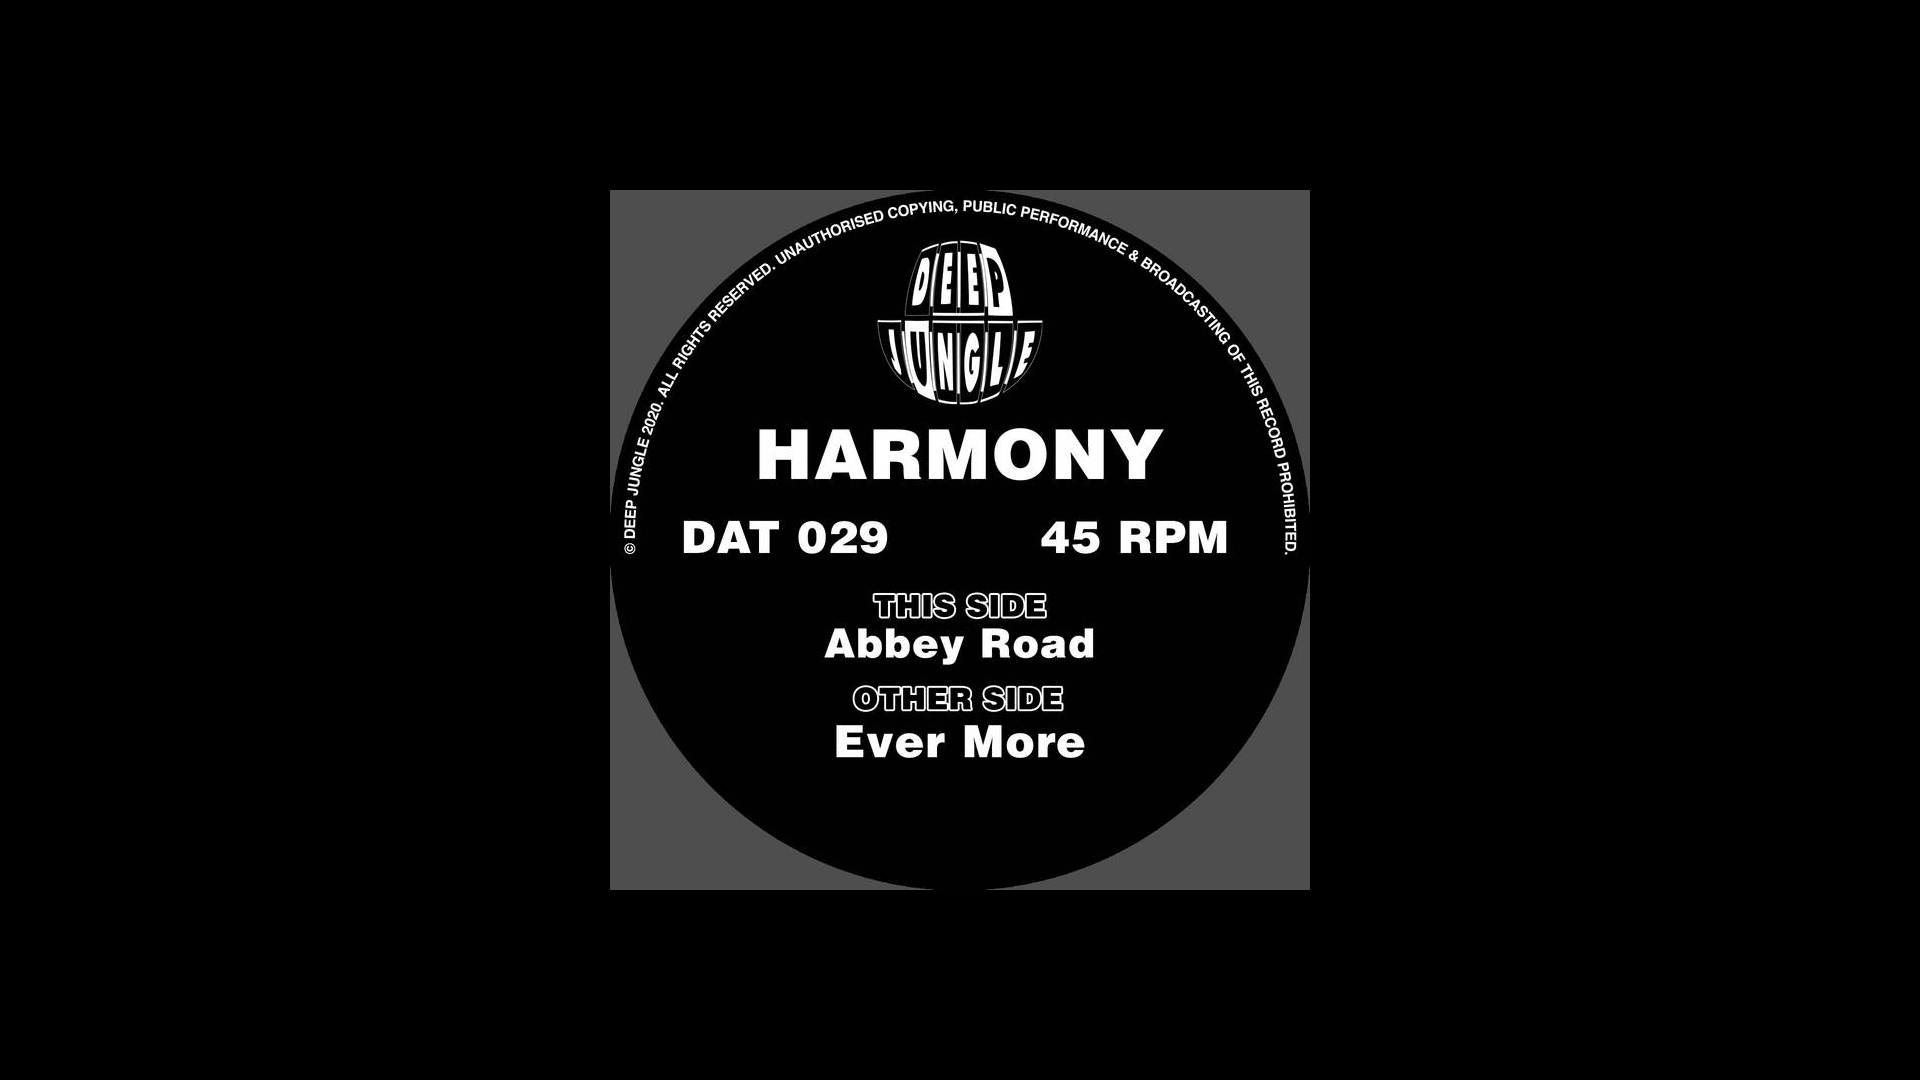 © DEEP JUNGLE 2020. ALL RIGHTS RESERVED. UNAUTHORISED COPYING, PUBLIC PERFORMANCE & BROADCASTING OF THIS RECORD PROHIBITED.
DEEP
JUNGLE
HARMONY
DAT 029 45 RPM
THIS SIDE
Abbey Road
OTHER SIDE
Ever More